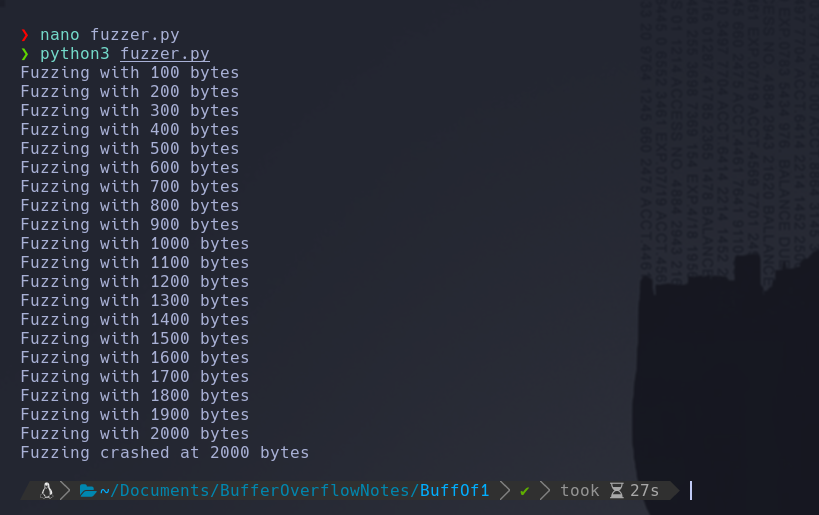 ❯ nano fuzzer.py
❯ python3 fuzzer.py
Fuzzing with 100 bytes
Fuzzing with 200 bytes
Fuzzing with 300 bytes
Fuzzing with 400 bytes
Fuzzing with 500 bytes
Fuzzing with 600 bytes
Fuzzing with 700 bytes
Fuzzing with 800 bytes
Fuzzing with 900 bytes
Fuzzing with 1000 bytes
Fuzzing with 1100 bytes
Fuzzing with 1200 bytes
Fuzzing with 1300 bytes
Fuzzing with 1400 bytes
Fuzzing with 1500 bytes
Fuzzing with 1600 bytes
Fuzzing with 1700 bytes
Fuzzing with 1800 bytes
Fuzzing with 1900 bytes
Fuzzing with 2000 bytes
Fuzzing crashed at 2000 bytes
~/Documents/BufferOverflowNotes/BuffOf1 ✔ took 27s